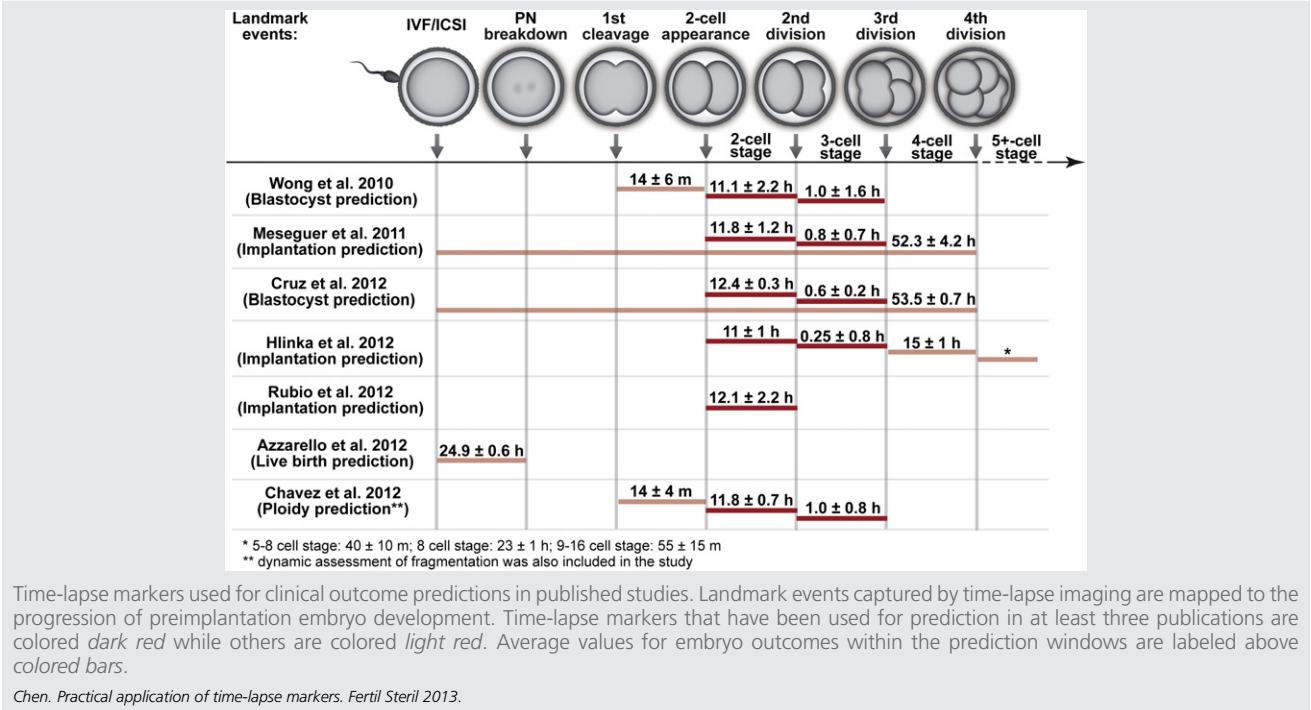 Landmark events:
IVF/ICSI
PN breakdown
1st cleavage
2-cell appearance
2nd division
3rd division
4th division
2-cell stage
3-cell stage
4-cell stage
5+-cell stage
Wong et al. 2010
(Blastocyst prediction)
14 ± 6 m
11.1 ± 2.2 h
1.0 ± 1.6 h
Meseguer et al. 2011
(Implantation prediction)
11.8 ± 1.2 h
0.8 ± 0.7 h
52.3 ± 4.2 h
Cruz et al. 2012
(Blastocyst prediction)
12.4 ± 0.3 h
0.6 ± 0.2 h
53.5 ± 0.7 h
Hlinka et al. 2012
(Implantation prediction)
11 ± 1 h
0.25 ± 0.8 h
15 ± 1 h
*
Rubio et al. 2012
(Implantation prediction)
12.1 ± 2.2 h
Azzarello et al. 2012
(Live birth prediction)
24.9 ± 0.6 h
Chavez et al. 2012
(Ploidy prediction**)
14 ± 4 m
11.8 ± 0.7 h
1.0 ± 0.8 h
* 5-8 cell stage: 40 ± 10 m; 8 cell stage: 23 ± 1 h; 9-16 cell stage: 55 ± 15 m
** dynamic assessment of fragmentation was also included in the study
Time-lapse markers used for clinical outcome predictions in published studies. Landmark events captured by time-lapse imaging are mapped to the
progression of preimplantation embryo development. Time-lapse markers that have been used for prediction in at least three publications are
colored dark red while others are colored light red. Average values for embryo outcomes within the prediction windows are labeled above
colored bars.
Chen. Practical application of time-lapse markers. Fertil Steril 2013.